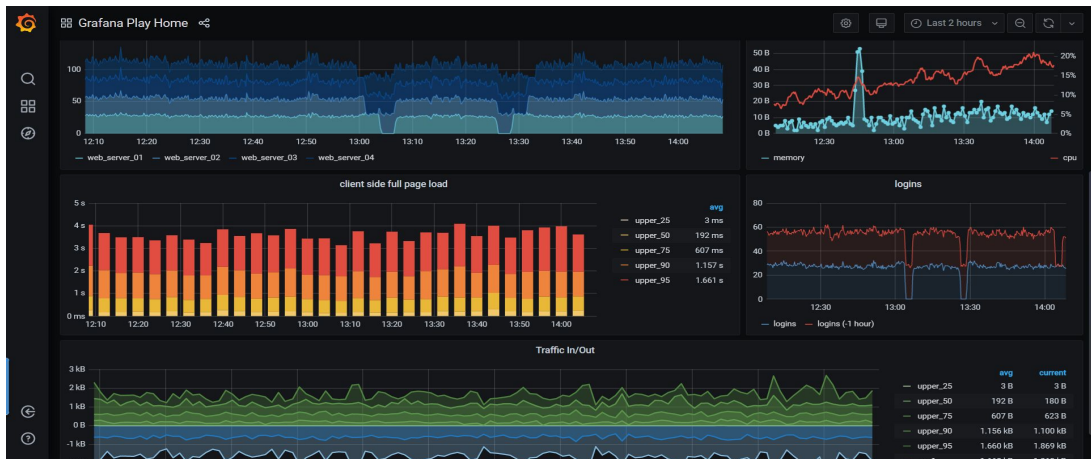 Grafana Play Home
Last 2 hours
100
50
0
12:10 12:20 12:30 12:40 12:50 13:00 13:10 13:20 13:30 13:40 13:50 14:00
web_server_01 web_server_02 web_server_03 web_server_04
50 B
40 B
30 B
20 B
10 B
0 B
20%
15%
10%
5%
0%
12:30 13:00 13:30 14:00
memory
cpu
client side full page load
5 s
4 s
3 s
2 s
1 s
0 ms
12:10 12:20 12:30 12:40 12:50 13:00 13:10 13:20 13:30 13:40 13:50 14:00
avg
upper_25 3 ms
upper_50 192 ms
upper_75 607 ms
upper_90 1.157 s
upper_95 1.661 s
logins
80
60
40
20
0
12:30 13:00 13:30 14:00
logins logins (-1 hour)
Traffic In/Out
3 kB
2 kB
1 kB
0 B
-1 kB
avg current
upper_25 3 B 3 B
upper_50 192 B 180 B
upper_75 607 B 623 B
upper_90 1.156 kB 1.100 kB
upper_95 1.660 kB 1.869 kB